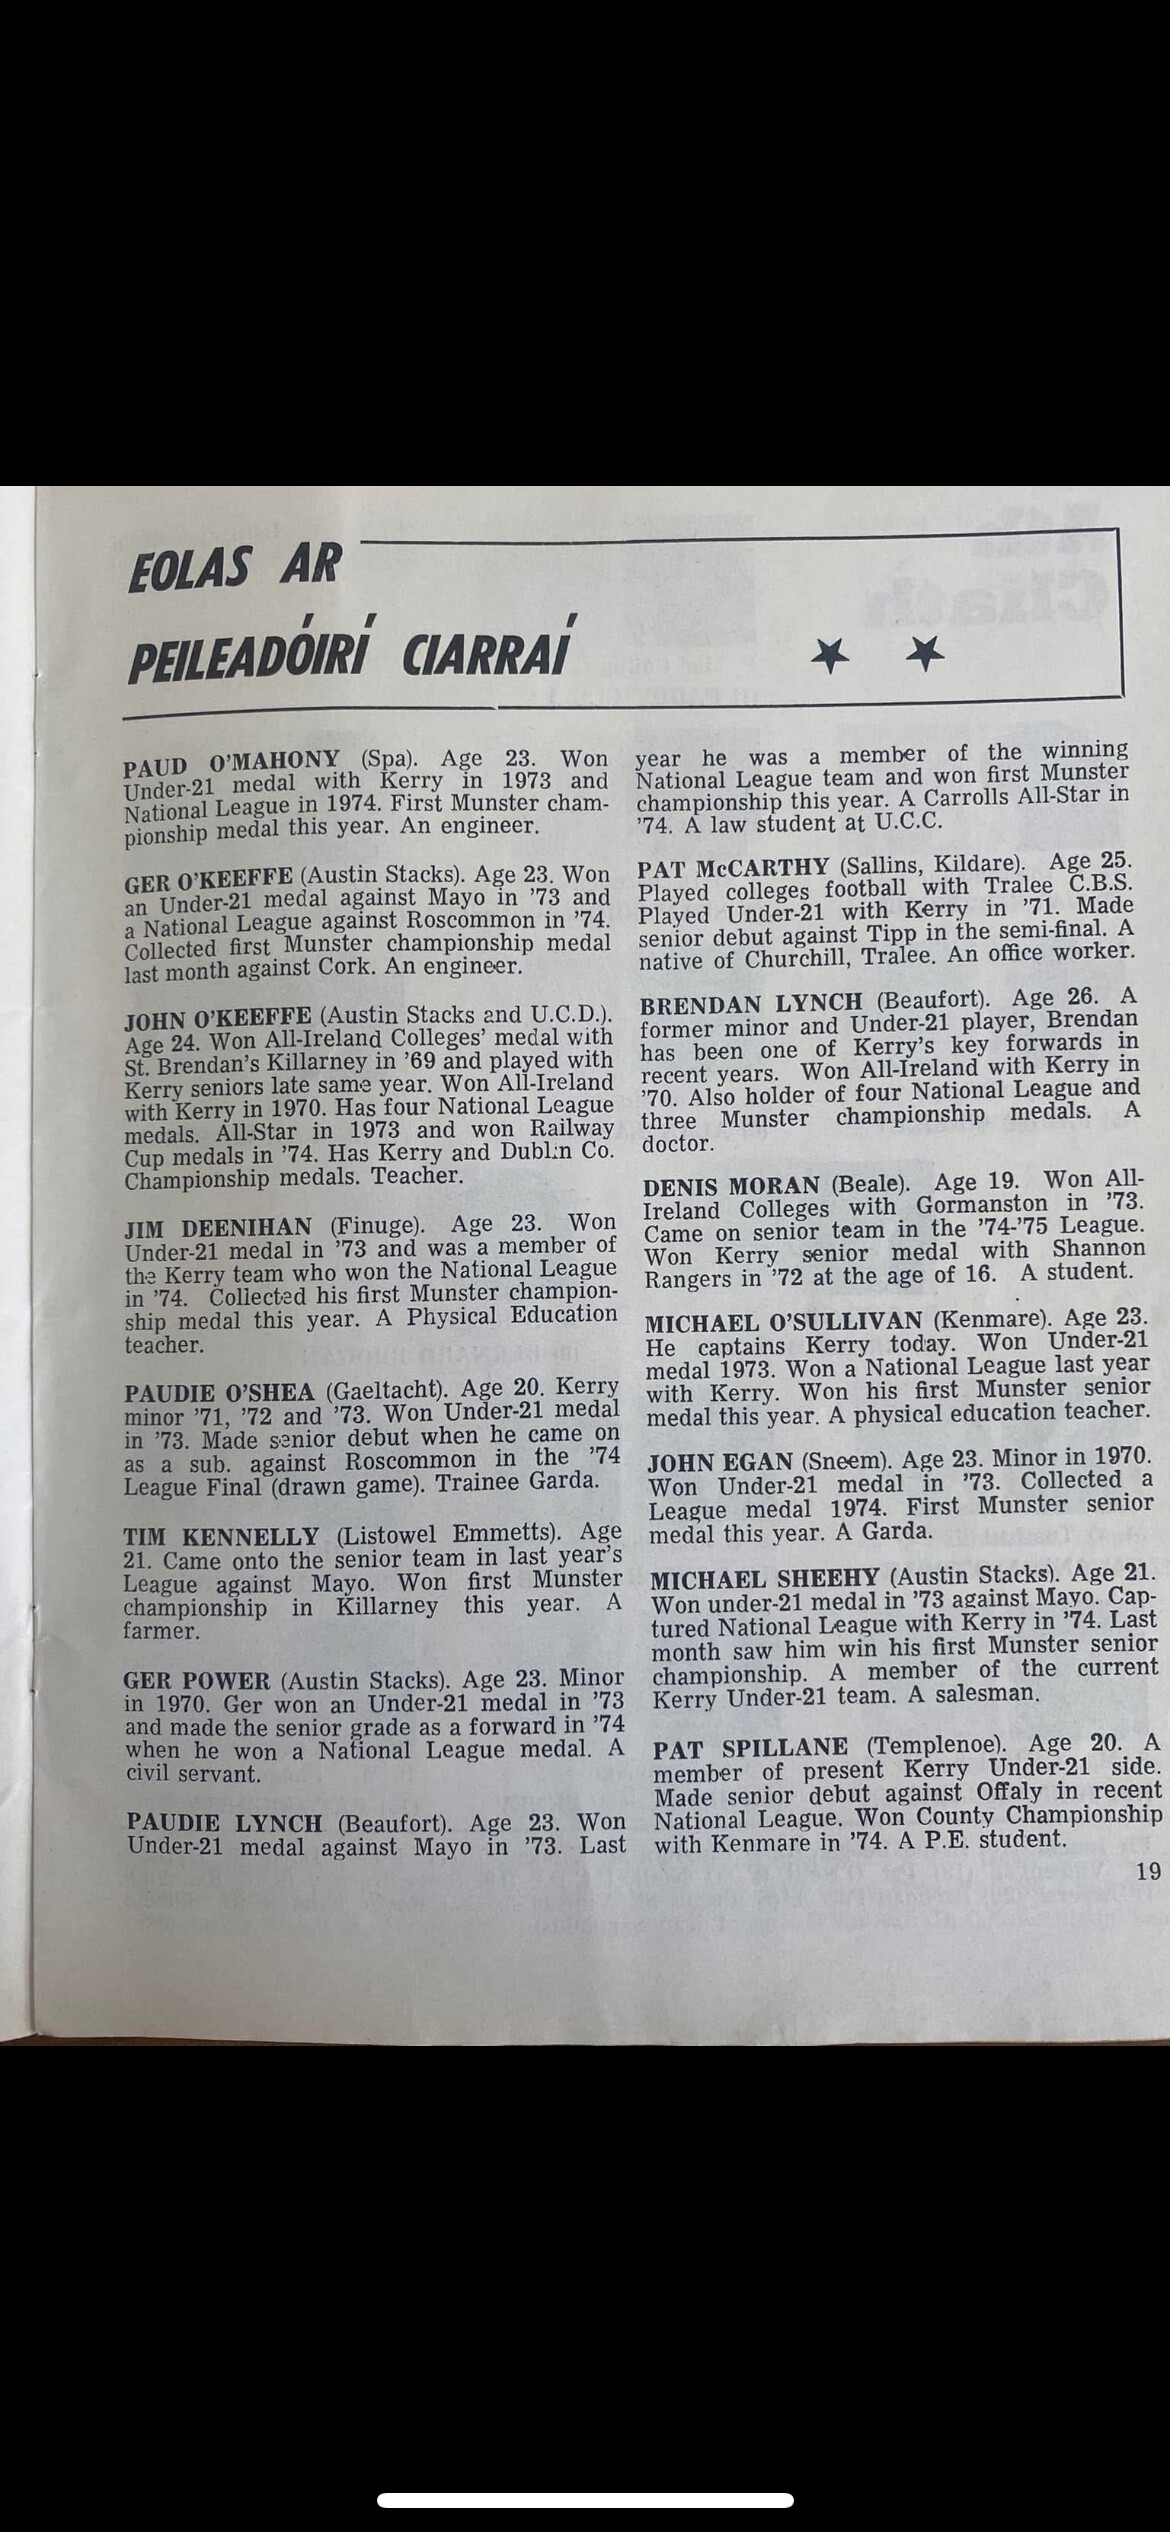 EOLAS AR
PEILEADÓIRÍ CIARRAÍ
PAUD O'MAHONY (Spa). Age 23. Won
Under-21 medal with Kerry in 1973 and
National League in 1974. First Munster cham-
pionship medal this year. An engineer.
GER O'KEEFFE (Austin Stacks). Age 23. Won
an Under-21 medal against Mayo in '73 and
a National League against Roscommon in '74.
Collected first Munster championship medal
last month against Cork. An engineer.
JOHN O'KEEFFE (Austin Stacks and U.C.D.).
Age 24. Won All-Ireland Colleges' medal with
St. Brendan's Killarney in '69 and played with
Kerry seniors late same year. Won All-Ireland
with Kerry in 1970. Has four National League
medals. All-Star in 1973 and won Railway
Cup medals in '74. Has Kerry and Dublin Co.
Championship medals. Teacher.
JIM DEENIHAN (Finuge). Age 23. Won
Under-21 medal in '73 and was a member of
the Kerry team who won the National League
in '74. Collected his first Munster champion-
ship medal this year. A Physical Education
teacher.
PAUDIE O'SHEA (Gaeltacht). Age 20. Kerry
minor '71, '72 and '73. Won Under-21 medal
in '73. Made senior debut when he came on
as a sub. against Roscommon in the '74
League Final (drawn game). Trainee Garda.
TIM KENNELLY (Listowel Emmetts). Age
21. Came onto the senior team in last year's
League against Mayo. Won first Munster
championship in Killarney this year. A
farmer.
GER POWER (Austin Stacks). Age 23. Minor
in 1970. Ger won an Under-21 medal in '73
and made the senior grade as a forward in '74
when he won a National League medal. A
civil servant.
PAUDIE LYNCH (Beaufort). Age 23. Won
Under-21 medal against Mayo in '73. Last
year he was a member of the winning
National League team and won first Munster
championship this year. A Carrolls All-Star in
'74. A law student at U.C.C.
PAT McCARTHY (Sallins, Kildare). Age 25.
Played colleges football with Tralee C.B.S.
Played Under-21 with Kerry in '71. Made
senior debut against Tipp in the semi-final. A
native of Churchill, Tralee. An office worker.
BRENDAN LYNCH (Beaufort). Age 26. A
former minor and Under-21 player, Brendan
has been one of Kerry's key forwards in
recent years. Won All-Ireland with Kerry in
'70. Also holder of four National League and
three Munster championship medals. A
doctor.
DENIS MORAN (Beale). Age 19. Won All-
Ireland Colleges with Gormanston in '73.
Came on senior team in the '74-'75 League.
Won Kerry senior medal with Shannon
Rangers in '72 at the age of 16. A student.
MICHAEL O'SULLIVAN (Kenmare). Age 23.
He captains Kerry today. Won Under-21
medal 1973. Won a National League last year
with Kerry. Won his first Munster senior
medal this year. A physical education teacher.
JOHN EGAN (Sneem). Age 23. Minor in 1970.
Won Under-21 medal in '73. Collected a
League medal 1974. First Munster senior
medal this year. A Garda.
MICHAEL SHEEHY (Austin Stacks). Age 21.
Won under-21 medal in '73 against Mayo. Cap-
tured National League with Kerry in '74. Last
month saw him win his first Munster senior
championship. A member of the current
Kerry Under-21 team. A salesman.
PAT SPILLANE (Templenoe). Age 20. A
member of present Kerry Under-21 side.
Made senior debut against Offaly in recent
National League. Won County Championship
with Kenmare in '74. A P.E. student.
19